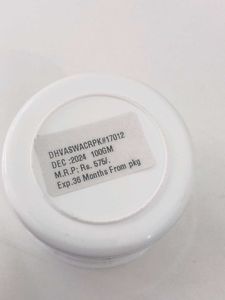 DHVASWACRPK#17012
DEC :2024 100GM
M.R.P: Rs. 575/.
Exp.36 Months From pkg